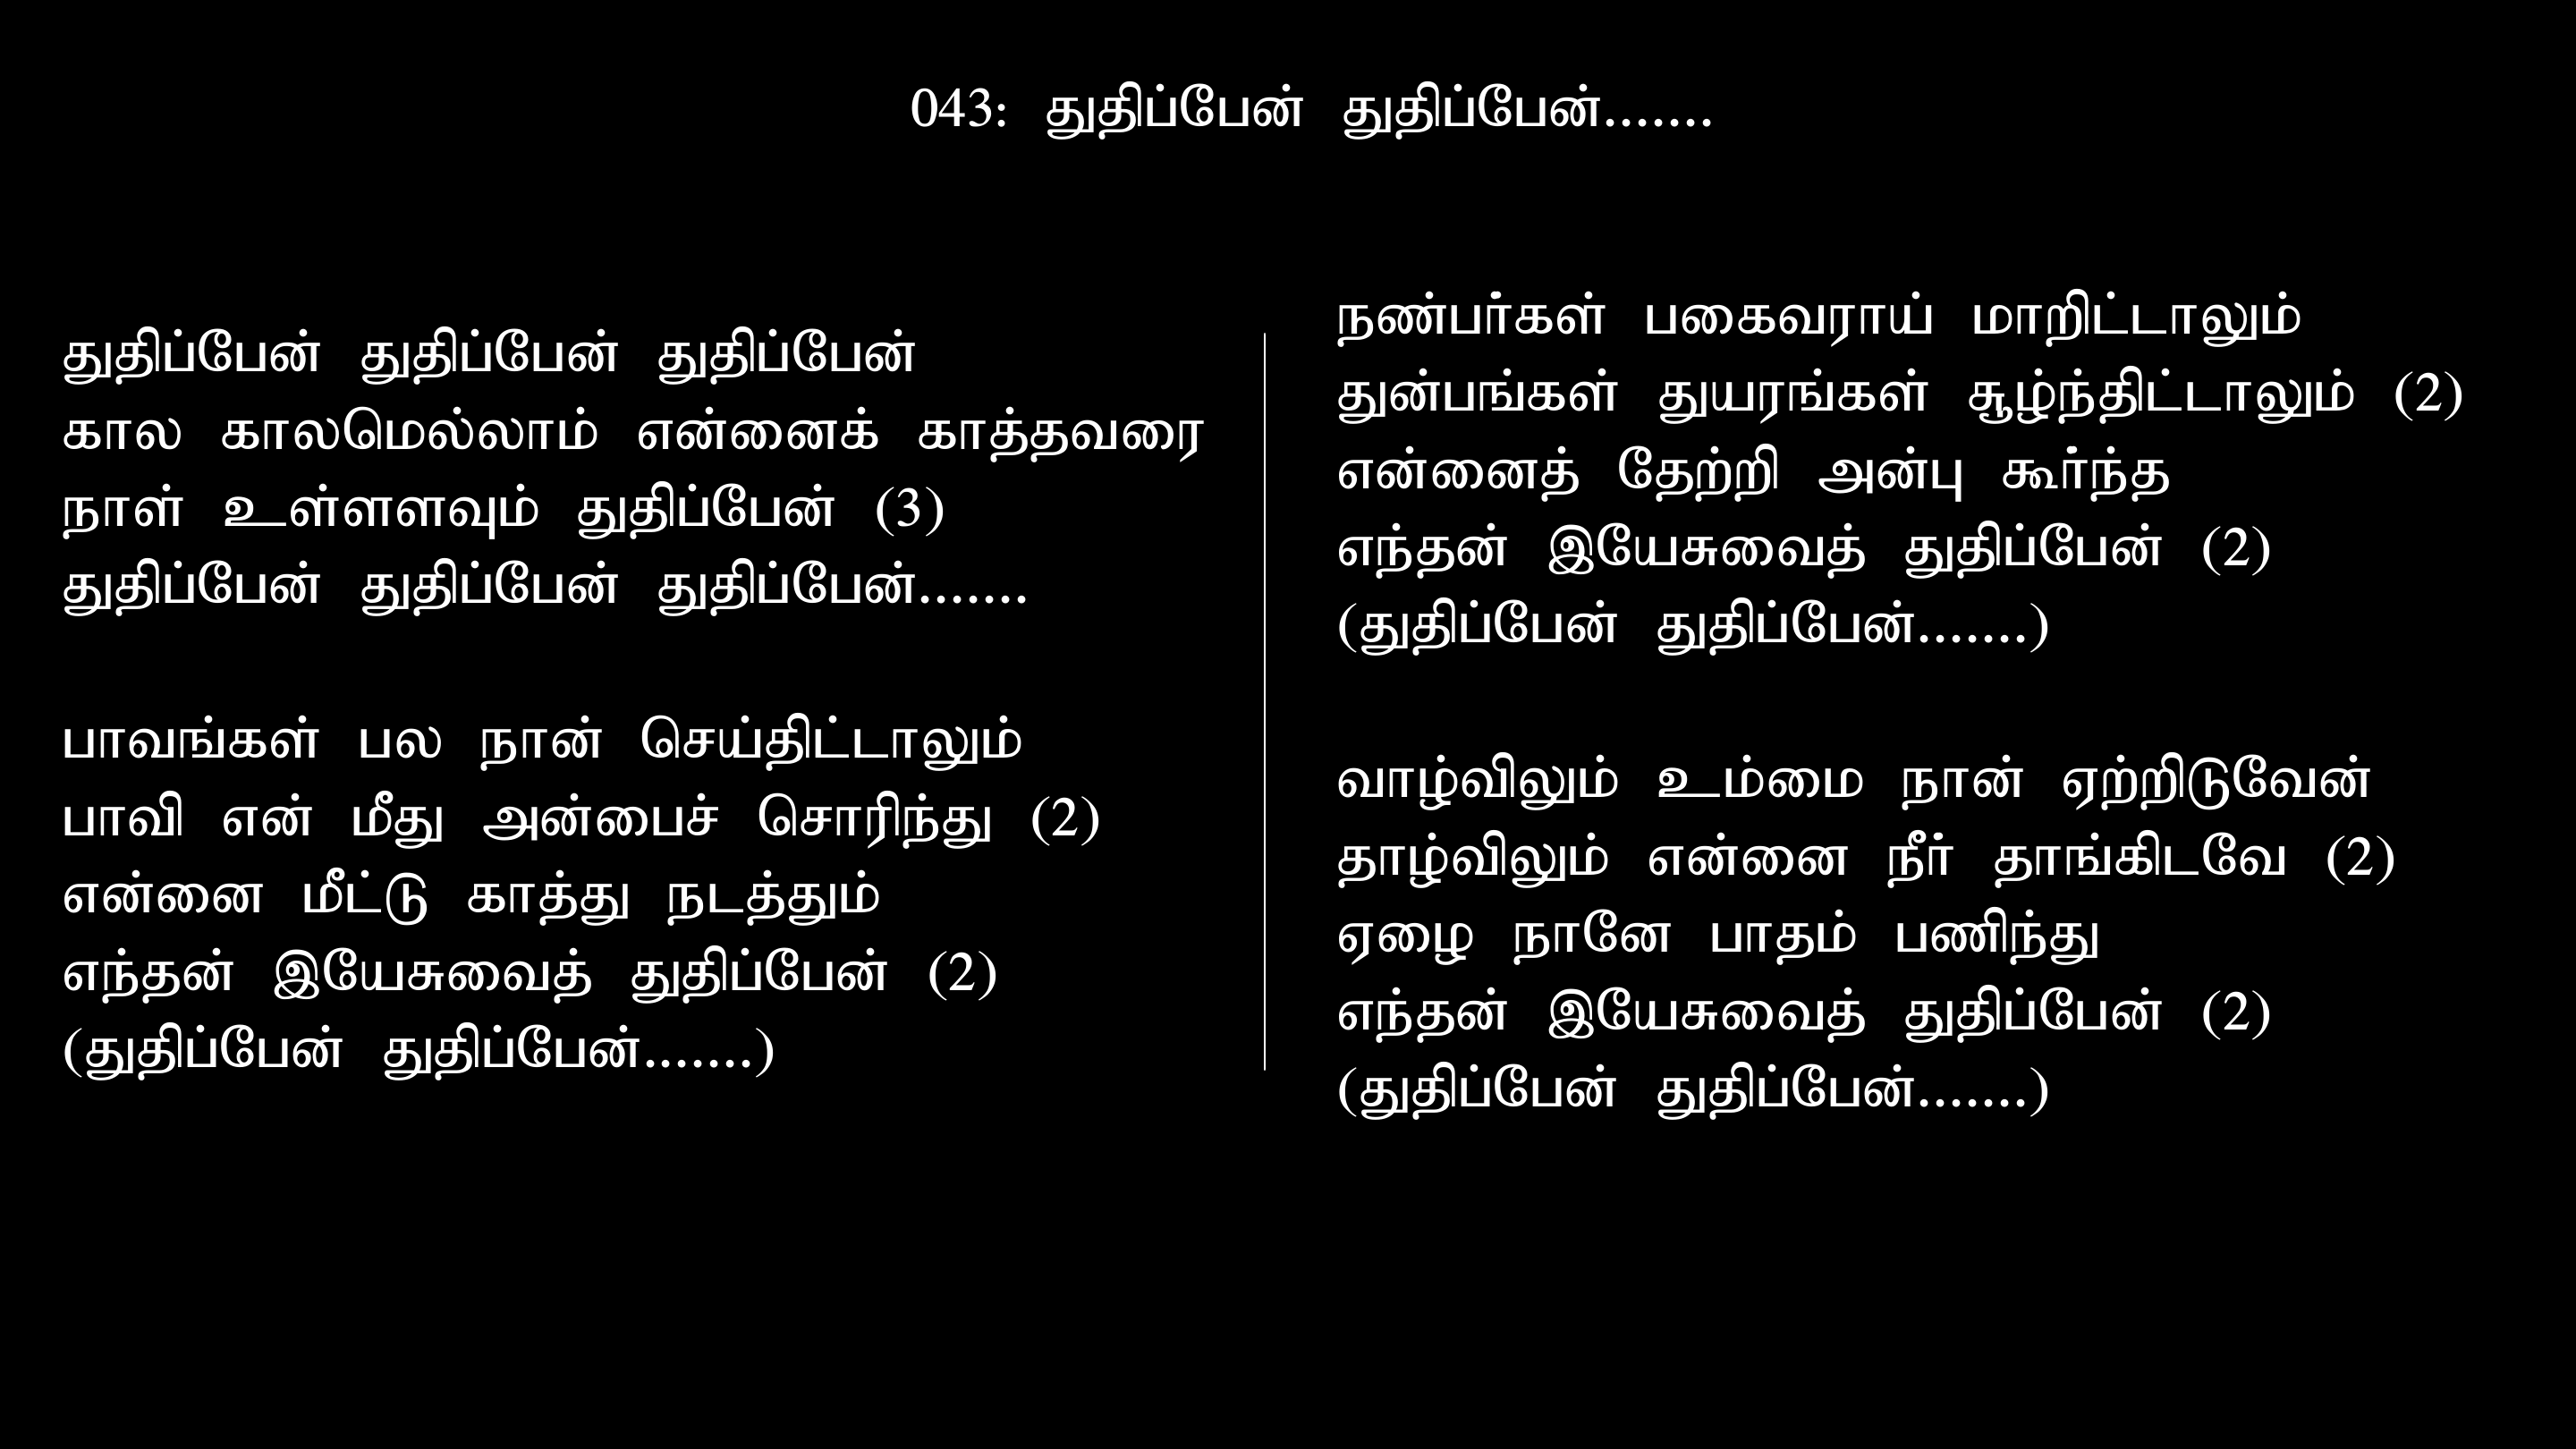 043: துதிப்பேன் துதிப்பேன்.......
துதிப்பேன் துதிப்பேன் துதிப்பேன்
கால காலமெல்லாம் என்னைக் காத்தவரை
நாள் உள்ளளவும் துதிப்பேன் (3)
துதிப்பேன் துதிப்பேன் துதிப்பேன்.......
பாவங்கள் பல நான் செய்திட்டாலும்
பாவி என் மீது அன்பைச் சொரிந்து (2)
என்னை மீட்டு காத்து நடத்தும்
எந்தன் இயேசுவைத் துதிப்பேன் (2)
(துதிப்பேன் துதிப்பேன்.......)
நண்பர்கள் பகைவராய் மாறிட்டாலும்
துன்பங்கள் துயரங்கள் சூழ்ந்திட்டாலும் (2)
என்னைத் தேற்றி அன்பு கூர்ந்த
எந்தன் இயேசுவைத் துதிப்பேன் (2)
(துதிப்பேன் துதிப்பேன்.......)
வாழ்விலும் உம்மை நான் ஏற்றிடுவேன்
தாழ்விலும் என்னை நீர் தாங்கிடவே (2)
ஏழை நானே பாதம் பணிந்து
எந்தன் இயேசுவைத் துதிப்பேன் (2)
(துதிப்பேன் துதிப்பேன்.......)